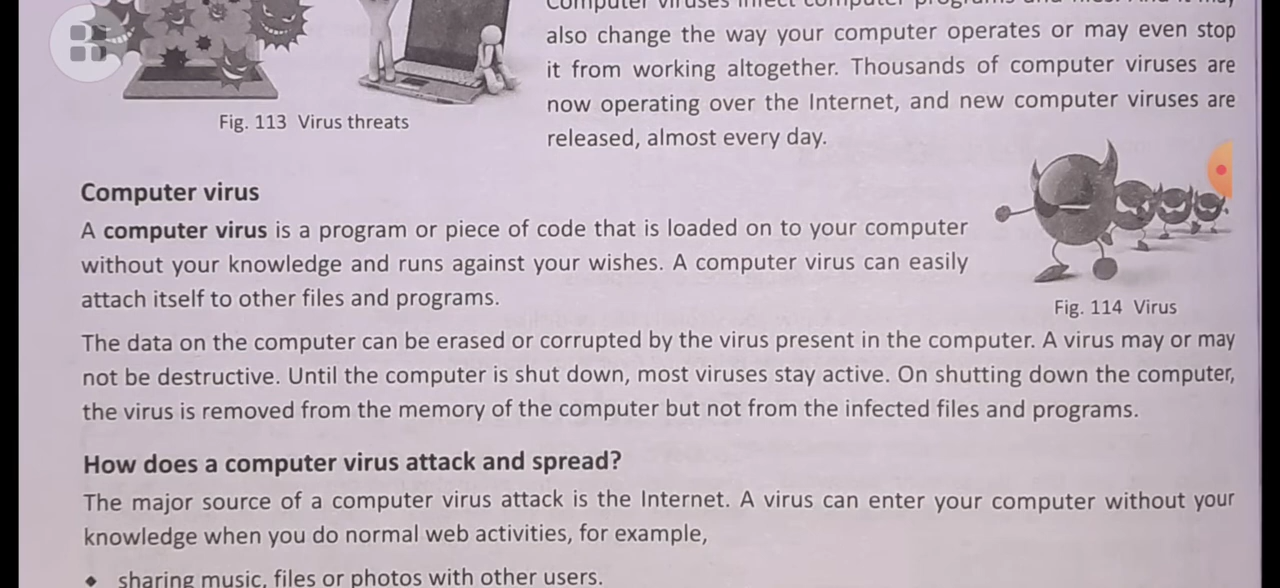 also change the way your computer operates or may even stop
it from working altogether. Thousands of computer viruses are
now operating over the Internet, and new computer viruses are
released, almost every day.
Fig. 113 Virus threats
Computer virus
A computer virus is a program or piece of code that is loaded on to your computer
without your knowledge and runs against your wishes. A computer virus can easily
attach itself to other files and programs.
Fig. 114 Virus
The data on the computer can be erased or corrupted by the virus present in the computer. A virus may or may
not be destructive. Until the computer is shut down, most viruses stay active. On shutting down the computer,
the virus is removed from the memory of the computer but not from the infected files and programs.
How does a computer virus attack and spread?
The major source of a computer virus attack is the Internet. A virus can enter your computer without your
knowledge when you do normal web activities, for example,
◆ sharing music, files or photos with other users.